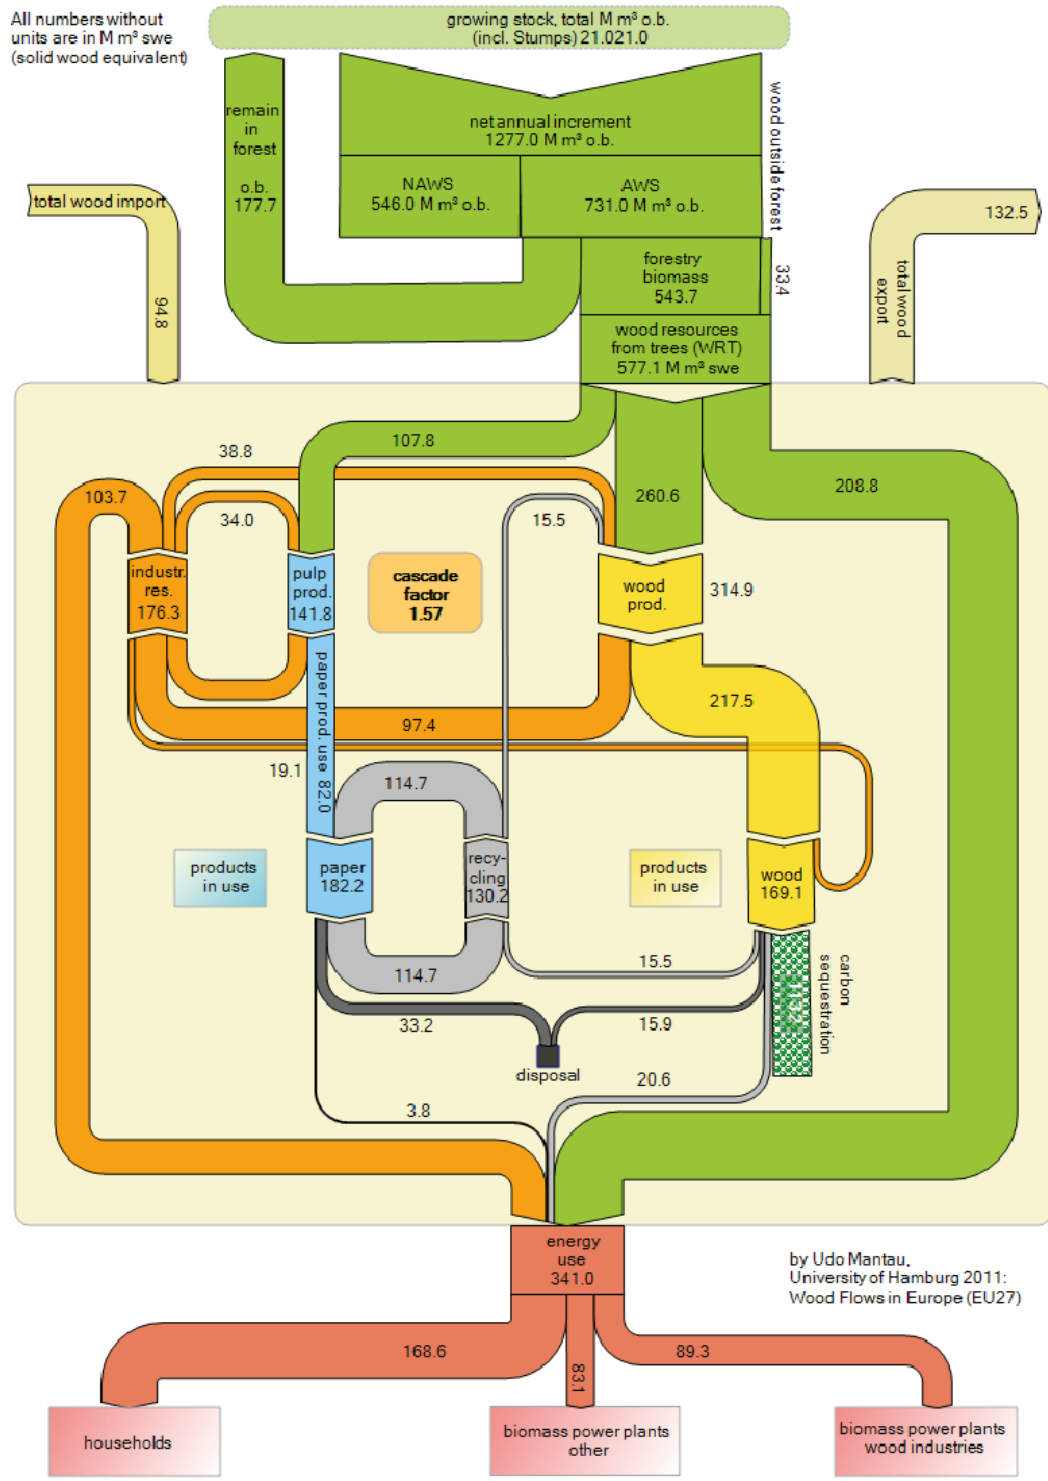 All numbers without
units are in M m³ swe
(solid wood equivalent)
growing stock, total M m³ o.b.
(incl. Stumps) 21.021.0
remain
in
forest
o.b.
177.7
net annual increment
1277.0 M m³ o.b.
NAWS
546.0 M m³ o.b.
AWS
731.0 M m³ o.b.
wood outside forest
33.4
total wood import
94.8
132.5
total wood
export
forestry
biomass
543.7
wood resources
from trees (WRT)
577.1 M m³ swe
107.8
38.8
103.7
34.0
15.5
260.6
208.8
industr.
res.
176.3
pulp
prod.
141.8
cascade
factor
1.57
wood
prod.
314.9
paper prod. use 82.0
97.4
217.5
19.1
114.7
products
in use
paper
182.2
recy-
cling
130.2
products
in use
wood
169.1
114.7
15.5
carbon
sequestration
33.2
15.9
disposal
20.6
3.8
energy
use
341.0
by Udo Mantau,
University of Hamburg 2011:
Wood Flows in Europe (EU27)
168.6
83.1
89.3
households
biomass power plants
other
biomass power plants
wood industries